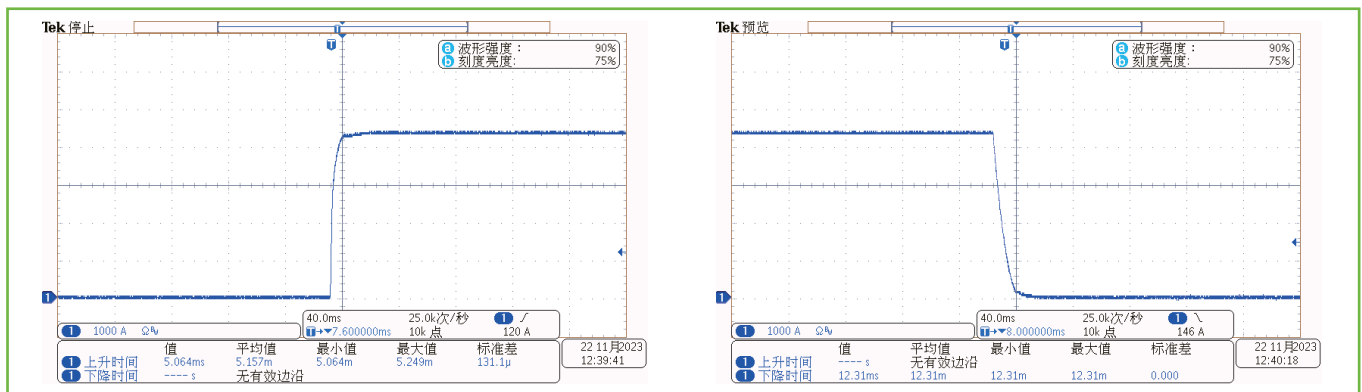 Tek 停止
T
T
a 波形强度： 90%
b 刻度亮度: 75%
1
1 1000 A Ω
40.0ms 25.0k次/秒 1
T→▼7.600000ms 10k 点 120 A
值 平均值 最小值 最大值 标准差
1 上升时间 5.064ms 5.157m 5.064m 5.249m 131.1µ
1 下降时间 ---- s 无有效边沿
22 11月2023
12:39:41
Tek 预览
T
T
a 波形强度： 90%
b 刻度亮度: 75%
1
1 1000 A Ω
40.0ms 25.0k次/秒 1
T→▼8.000000ms 10k 点 146 A
值 平均值 最小值 最大值 标准差
1 上升时间 ---- s 无有效边沿
1 下降时间 12.31ms 12.31m 12.31m 12.31m 0.000
22 11月2023
12:40:18